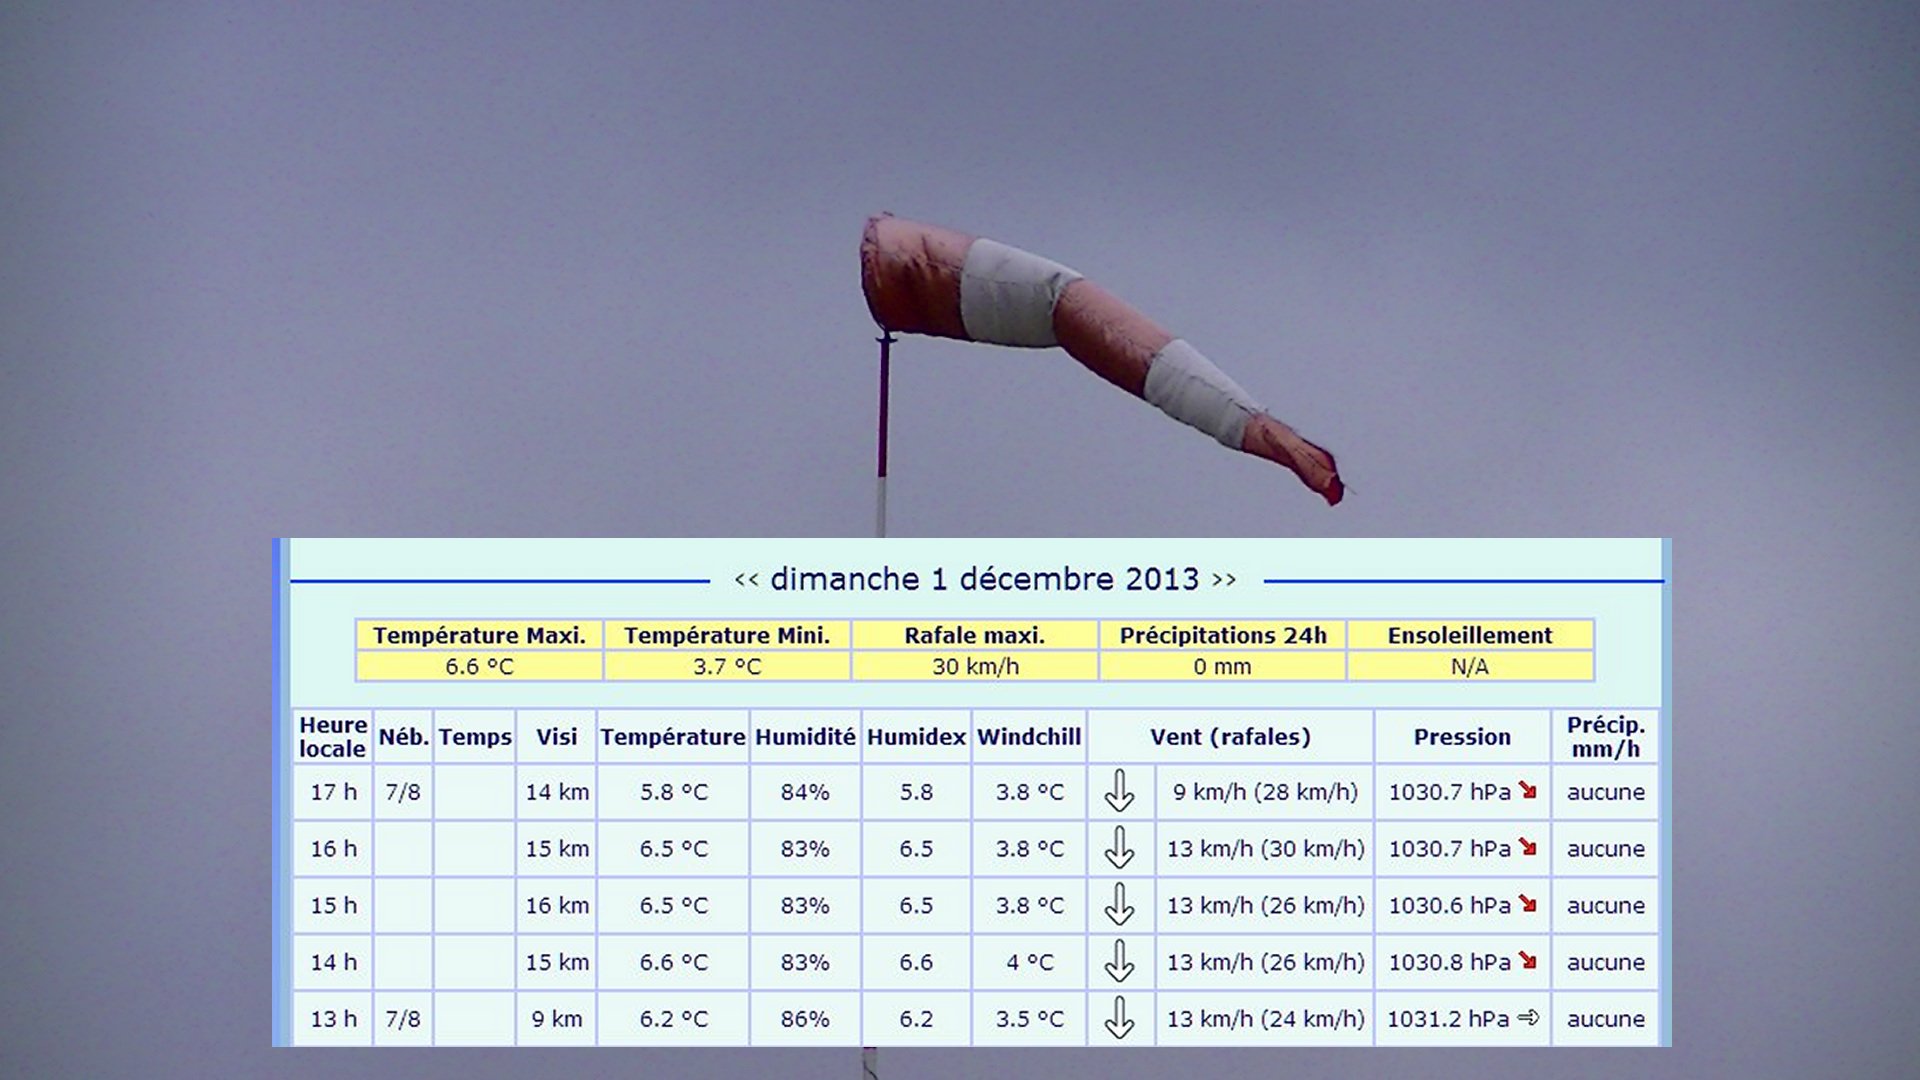 << dimanche 1 décembre 2013 >>
Température Maxi. Température Mini. Rafale maxi. Précipitations 24h Ensoleillement
6.6 °C 3.7 °C 30 km/h 0 mm N/A
Heure locale Néb. Temps Visi Température Humidité Humidex Windchill Vent (rafales) Pression Précip. mm/h
17 h 7/8 14 km 5.8 °C 84% 5.8 3.8 °C 9 km/h (28 km/h) 1030.7 hPa aucune
16 h 15 km 6.5 °C 83% 6.5 3.8 °C 13 km/h (30 km/h) 1030.7 hPa aucune
15 h 16 km 6.5 °C 83% 6.5 3.8 °C 13 km/h (26 km/h) 1030.6 hPa aucune
14 h 15 km 6.6 °C 83% 6.6 4 °C 13 km/h (26 km/h) 1030.8 hPa aucune
13 h 7/8 9 km 6.2 °C 86% 6.2 3.5 °C 13 km/h (24 km/h) 1031.2 hPa aucune